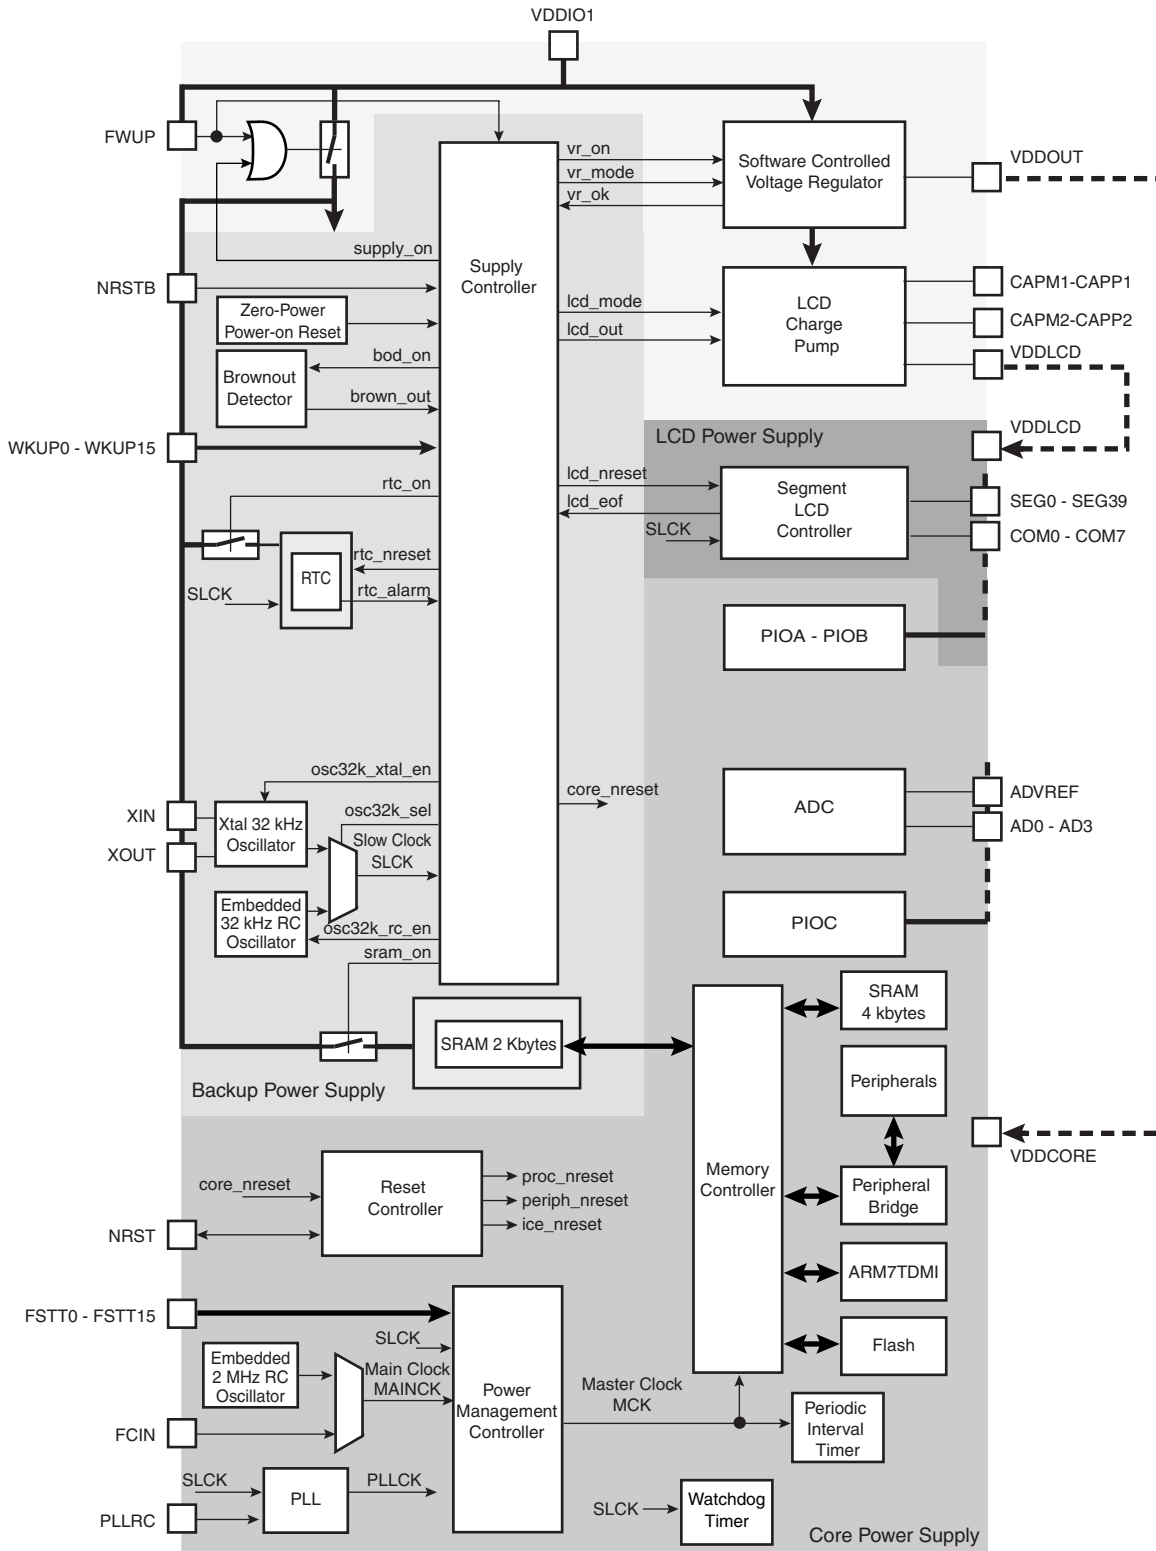 VDDIO1
FWUP
vr_on
vr_mode
vr_ok
Software Controlled
Voltage Regulator
VDDOUT
supply_on
Supply
Controller
NRSTB
Zero-Power
Power-on Reset
bod_on
Brownout
Detector
brown_out
lcd_mode
lcd_out
LCD
Charge
Pump
CAPM1-CAPP1
CAPM2-CAPP2
VDDLCD
VDDLCD
LCD Power Supply
WKUP0 - WKUP15
rtc_on
lcd_nreset
lcd_eof
SLCK
Segment
LCD
Controller
SEG0 - SEG39
COM0 - COM7
rtc_nreset
RTC
SLCK
rtc_alarm
PIOA - PIOB
osc32k_xtal_en
XIN
XOUT
Xtal 32 kHz
Oscillator
osc32k_sel
Slow Clock
SLCK
core_nreset
ADC
ADVREF
AD0 - AD3
Embedded
32 kHz RC
Oscillator
osc32k_rc_en
sram_on
PIOC
SRAM 2 Kbytes
Backup Power Supply
SRAM
4 kbytes
Peripherals
Memory
Controller
Peripheral
Bridge
VDDCORE
ARM7TDMI
Flash
core_nreset
Reset
Controller
proc_nreset
periph_nreset
ice_nreset
NRST
FSTT0 - FSTT15
SLCK
Embedded
2 MHz RC
Oscillator
Main Clock
MAINCK
Power
Management
Controller
Master Clock
MCK
Periodic
Interval
Timer
FCIN
SLCK
PLL
PLLCK
PLLRC
SLCK
Watchdog
Timer
Core Power Supply